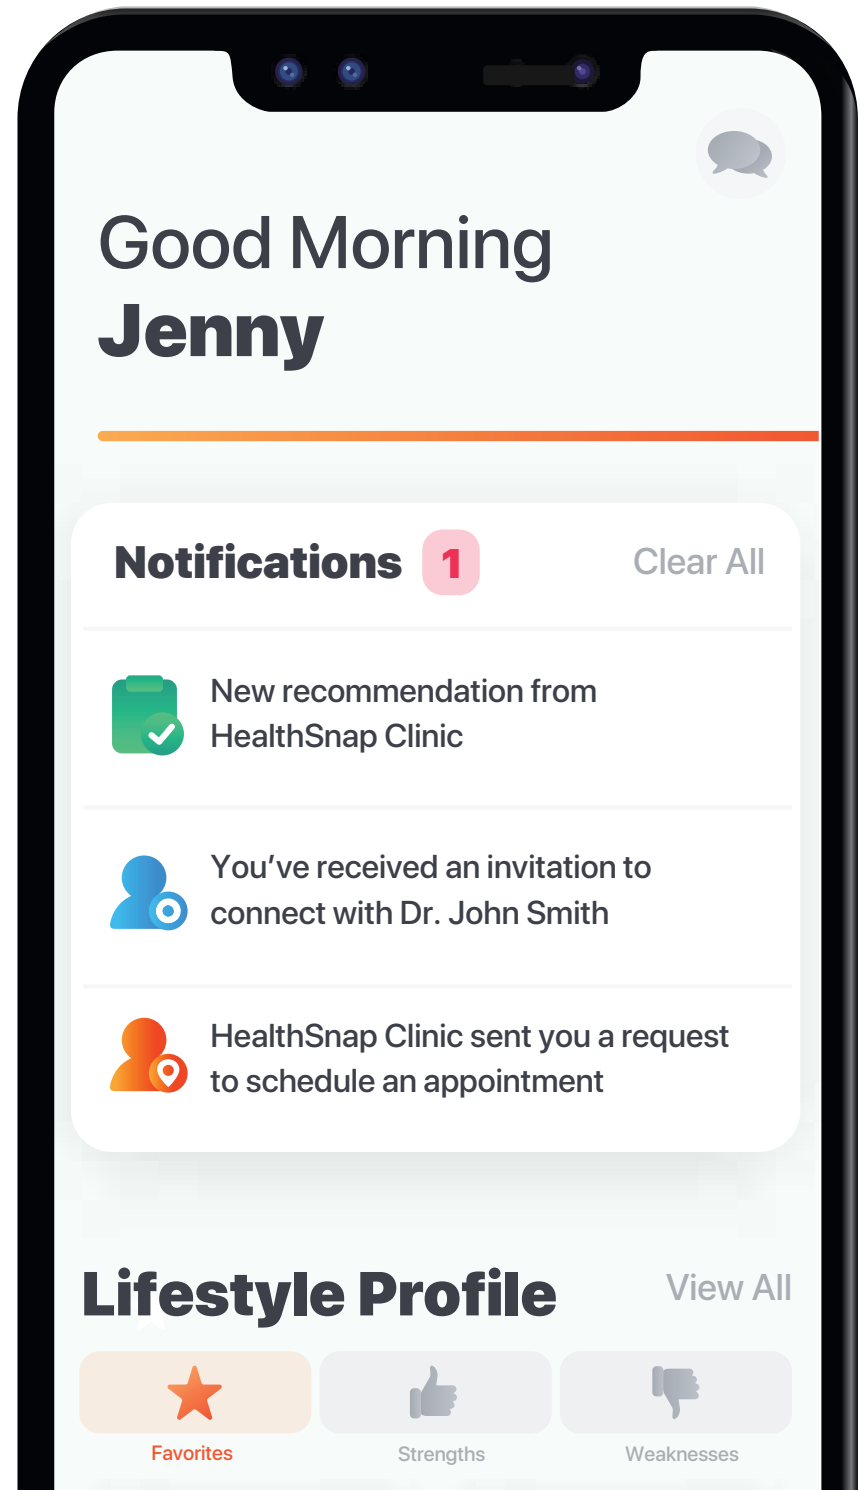 Good Morning
Jenny
Notifications 1 Clear All
New recommendation from
HealthSnap Clinic
You’ve received an invitation to
connect with Dr. John Smith
HealthSnap Clinic sent you a request
to schedule an appointment
Lifestyle Profile View All
Favorites Strengths Weaknesses